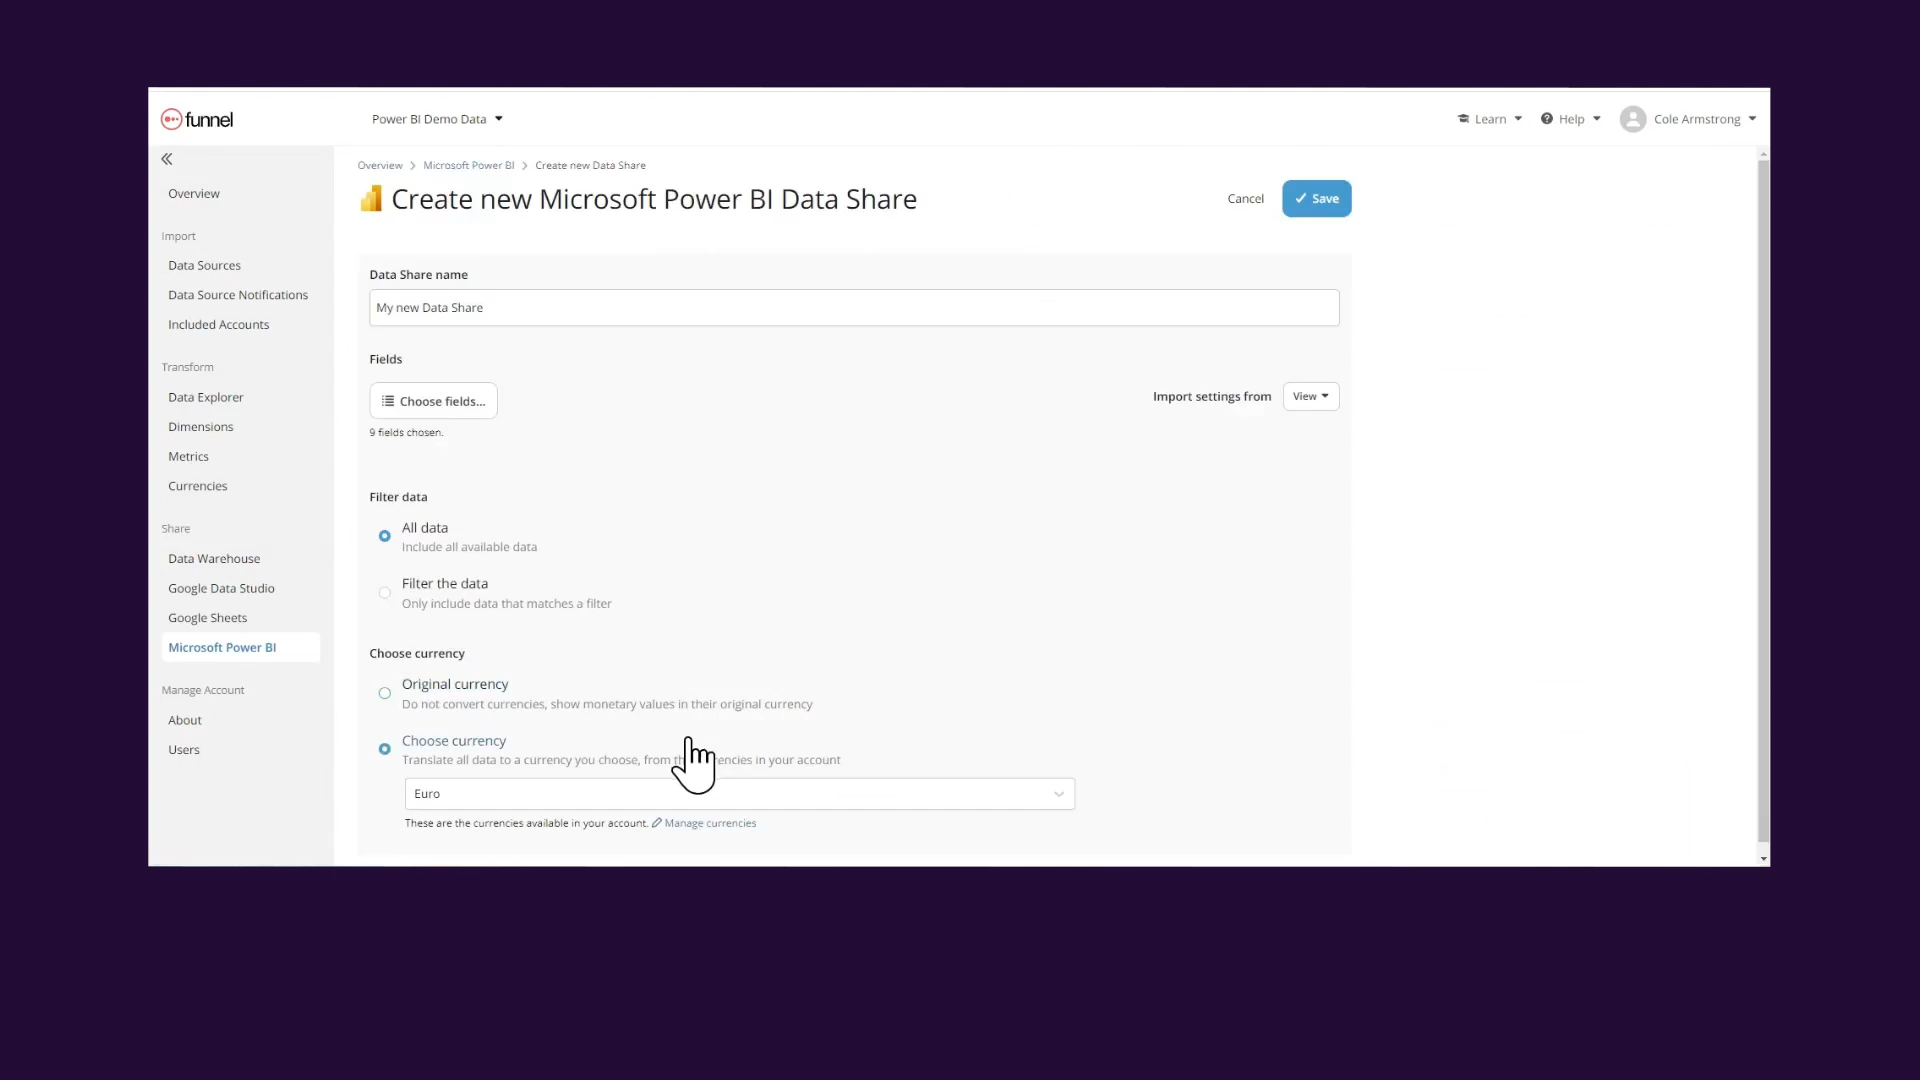 funnel
Power BI Demo Data
Learn
Help
Cole Armstrong
Overview
Import
Data Sources
Data Source Notifications
Included Accounts
Transform
Data Explorer
Dimensions
Metrics
Currencies
Share
Data Warehouse
Google Data Studio
Google Sheets
Microsoft Power BI
Manage Account
About
Users
Overview > Microsoft Power BI > Create new Data Share
Create new Microsoft Power BI Data Share
Cancel
Save
Data Share name
My new Data Share
Fields
Choose fields...
Import settings from
View
9 fields chosen.
Filter data
All data
Include all available data
Filter the data
Only include data that matches a filter
Choose currency
Original currency
Do not convert currencies, show monetary values in their original currency
Choose currency
Translate all data to a currency you choose, from in your account
Euro
These are the currencies available in your account. Manage currencies